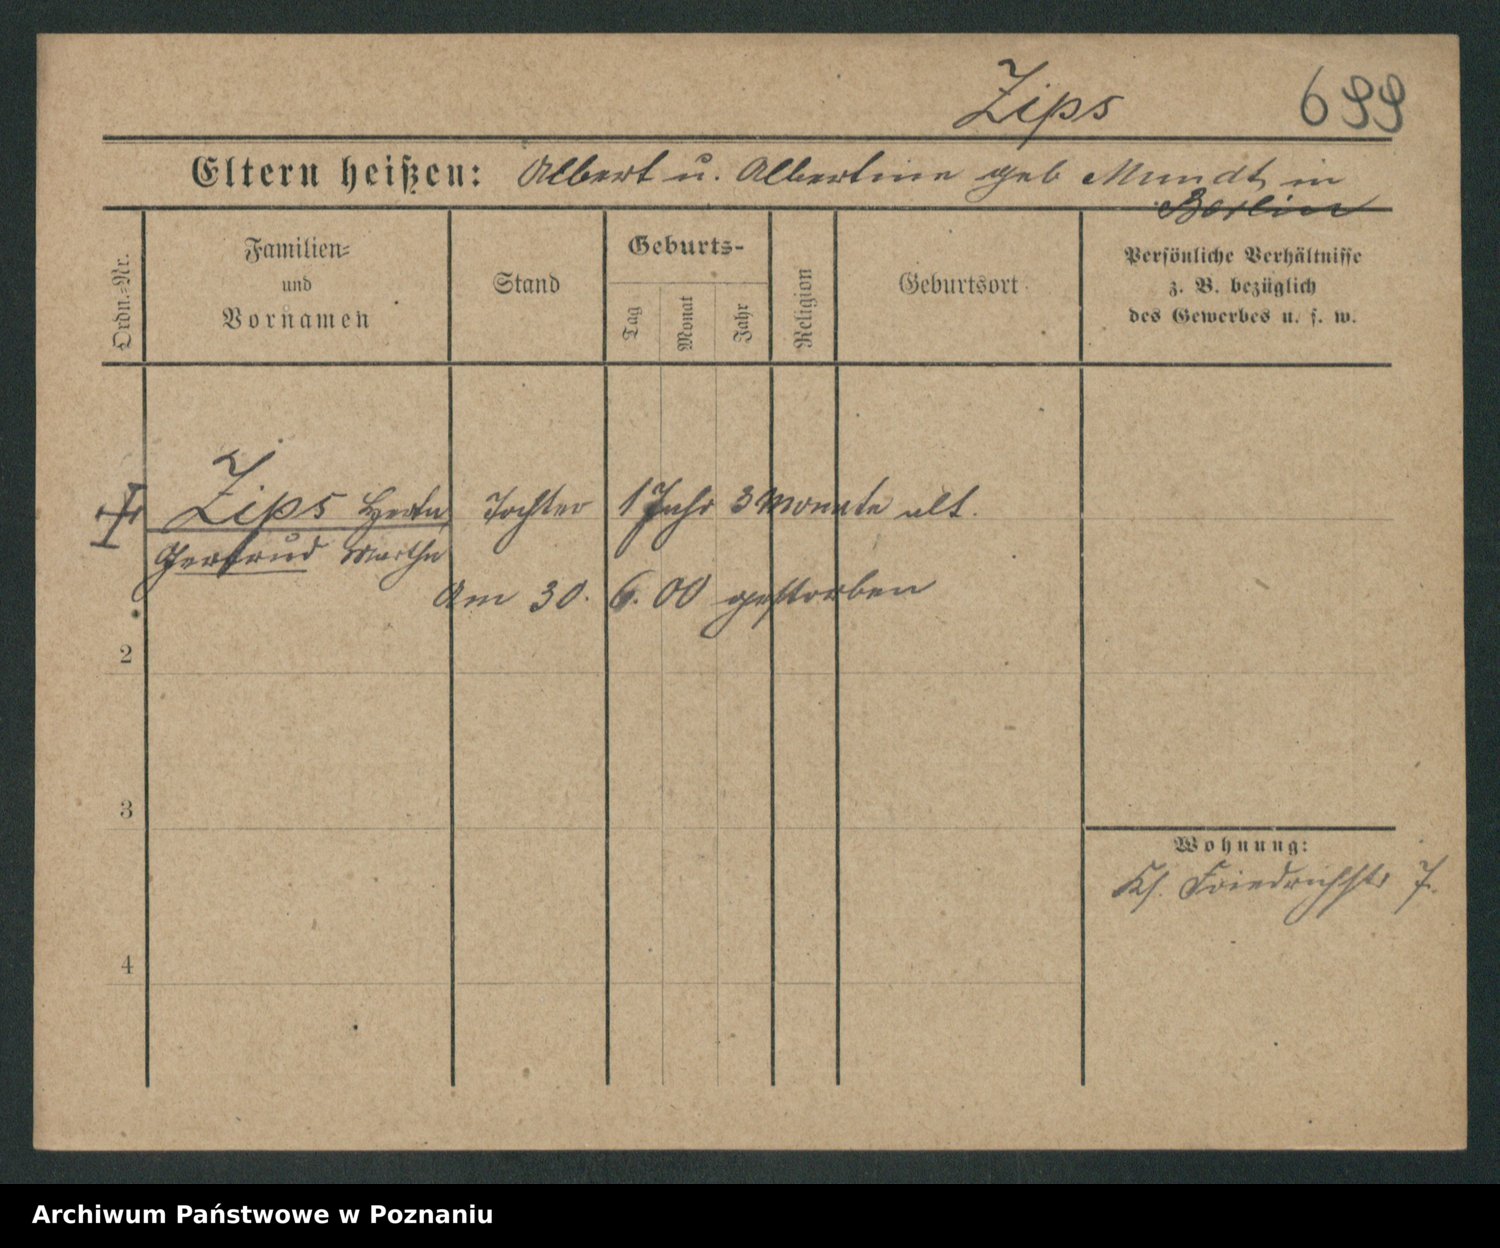 Zips 699
Eltern heißen: Albert u. Albertine geb Mundt in
Berlin
Ordn.=Nr.
Familien=
und
Vornamen
Stand
Geburts-
Tag
Monat
Jahr
Religion
Geburtsort
Persönliche Verhältnisse
z. B. bezüglich
des Gewerbes u. s. w.
Zips Herta Tochter 1 Jahr 3 Monate alt.
Gertrud Martha
Am 30. 6. 00 gestorben
2
3
Wohnung:
Kl. Friedrichstr 7.
4
Archiwum Państwowe w Poznaniu